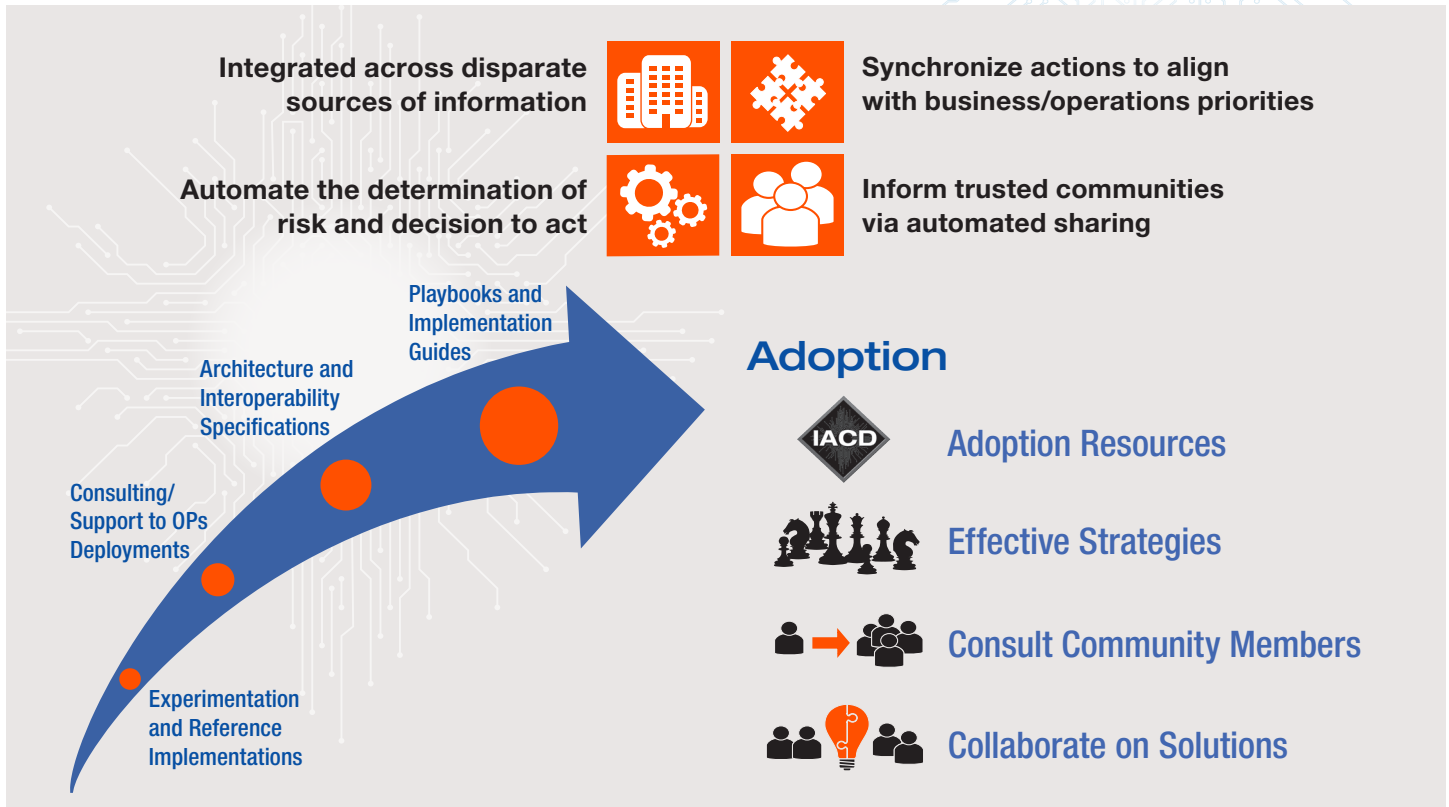 Integrated across disparate
sources of information
Synchronize actions to align
with business/operations priorities
Automate the determination of
risk and decision to act
Inform trusted communities
via automated sharing
Playbooks and
Implementation
Guides
Architecture and
Interoperability
Specifications
Consulting/
Support to OPs
Deployments
Experimentation
and Reference
Implementations
Adoption
IACD
Adoption Resources
Effective Strategies
Consult Community Members
Collaborate on Solutions